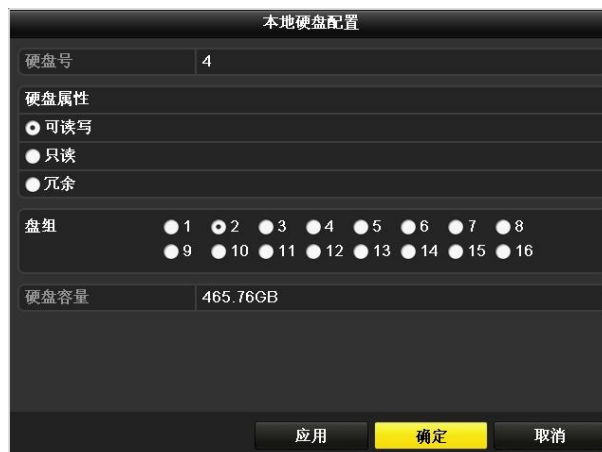 本地硬盘配置
硬盘号 4
硬盘属性
可读写
只读
冗余
盘组 1 2 3 4 5 6 7 8
9 10 11 12 13 14 15 16
硬盘容量 465.76GB
应用 确定 取消